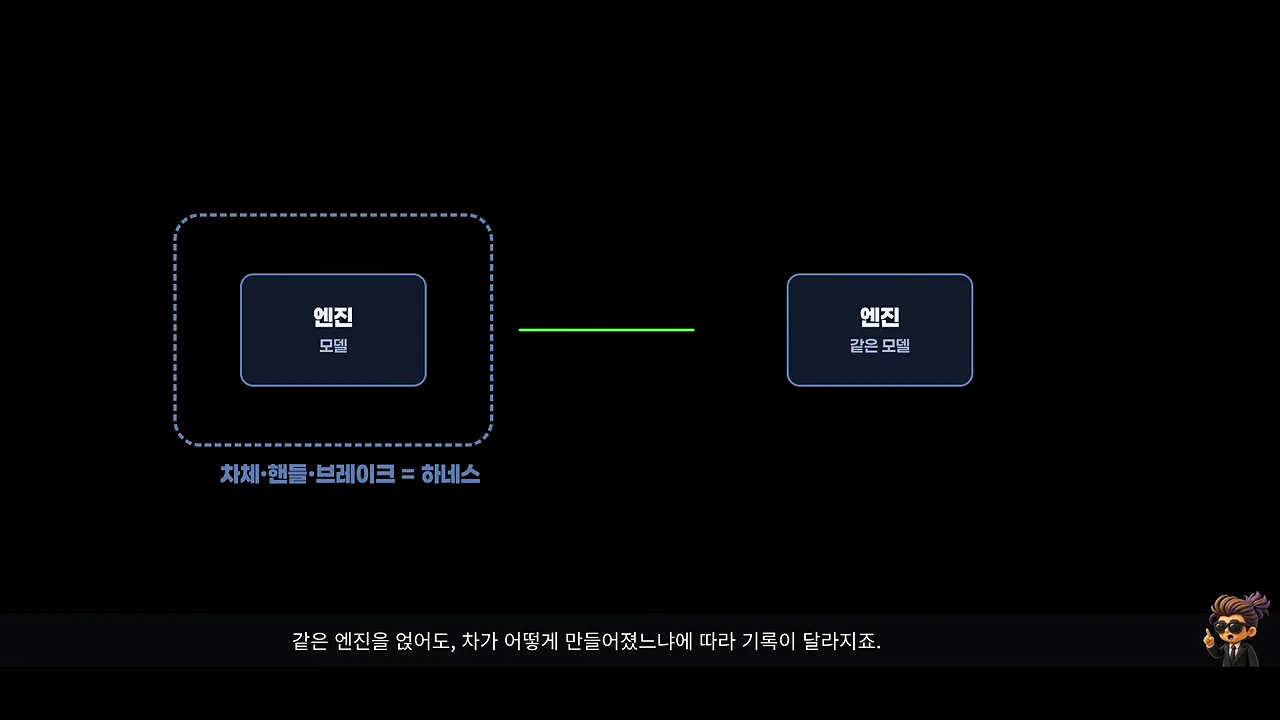 엔진
모델
엔진
같은 모델
차체·핸들·브레이크 = 하네스
같은 엔진을 얹어도, 차가 어떻게 만들어졌느냐에 따라 기록이 달라지죠.